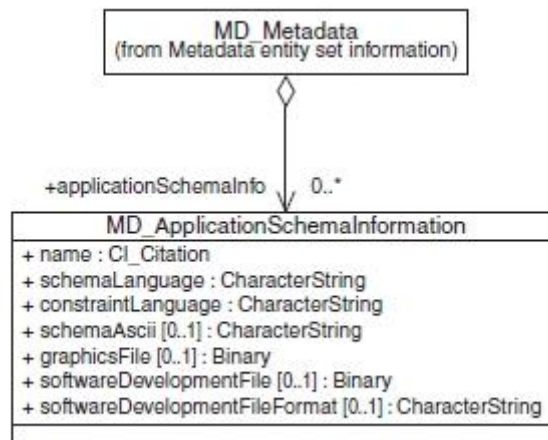 MD_Metadata
(from Metadata entity set information)
+applicationSchemaInfo 0..*
MD_ApplicationSchemaInformation
+ name : CI_Citation
+ schemaLanguage : CharacterString
+ constraintLanguage : CharacterString
+ schemaAscii [0..1] : CharacterString
+ graphicsFile [0..1] : Binary
+ softwareDevelopmentFile [0..1] : Binary
+ softwareDevelopmentFileFormat [0..1] : CharacterString